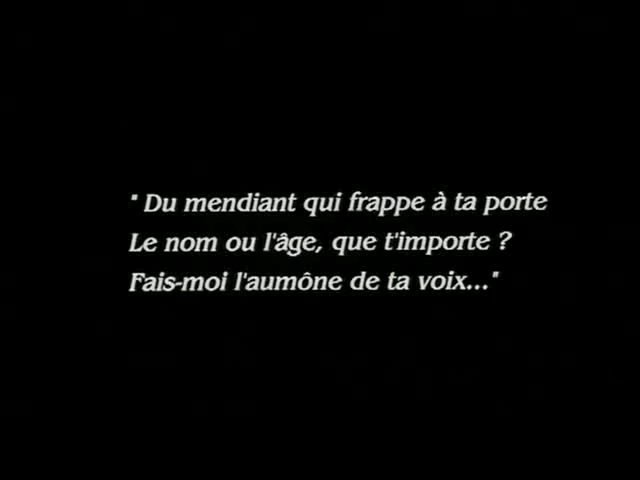 " Du mendiant qui frappe à ta porte
Le nom ou l'âge, que t'importe ?
Fais-moi l'aumône de ta voix..."